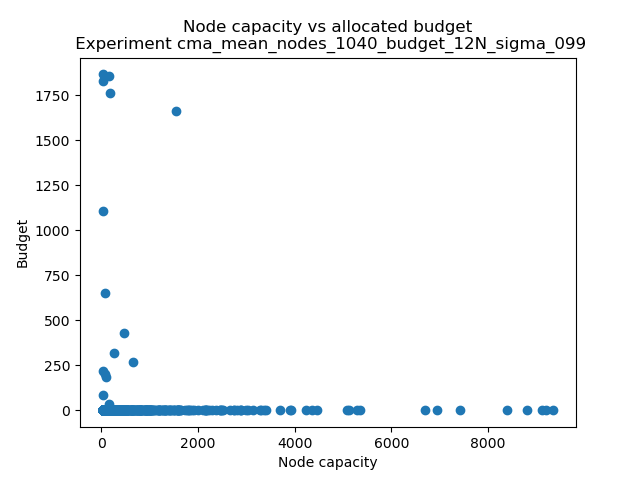 Node capacity vs allocated budget
Experiment cma_mean_nodes_1040_budget_12N_sigma_099
1750
1500
1250
1000
750
500
250
0
Budget
0 2000 4000 6000 8000
Node capacity